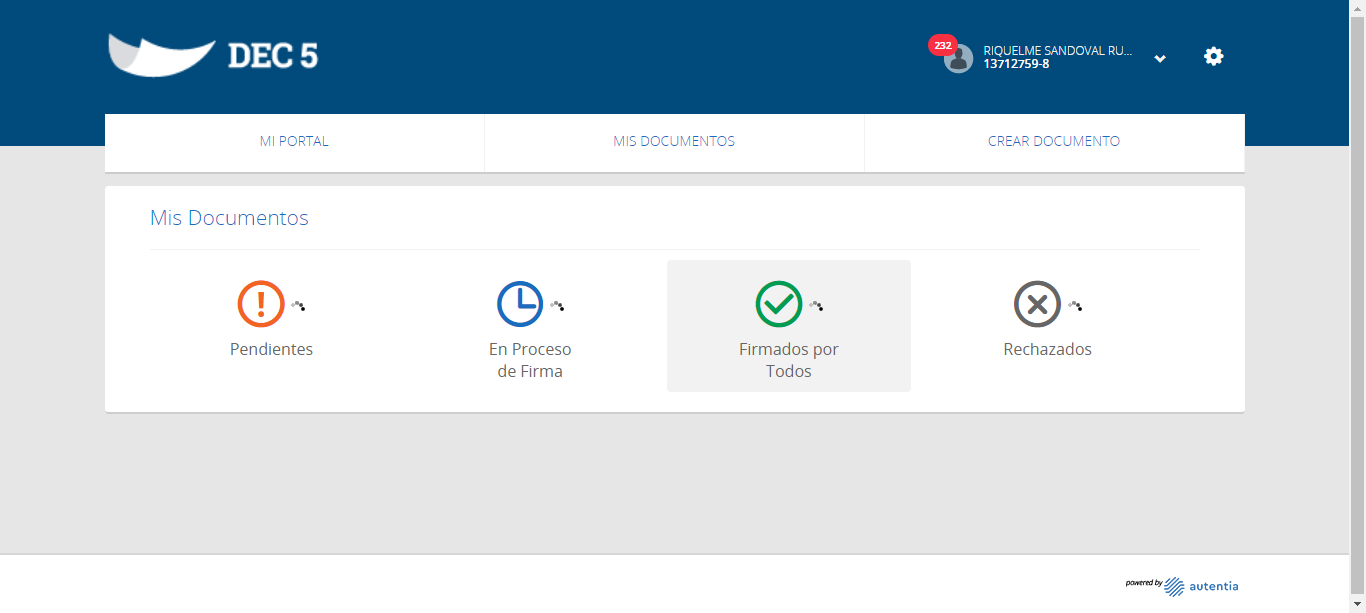 DEC 5
232
RIQUELME SANDOVAL RU...
13712759-8
MI PORTAL
MIS DOCUMENTOS
CREAR DOCUMENTO
Mis Documentos
Pendientes
En Proceso
de Firma
Firmados por
Todos
Rechazados
powered by
autentia